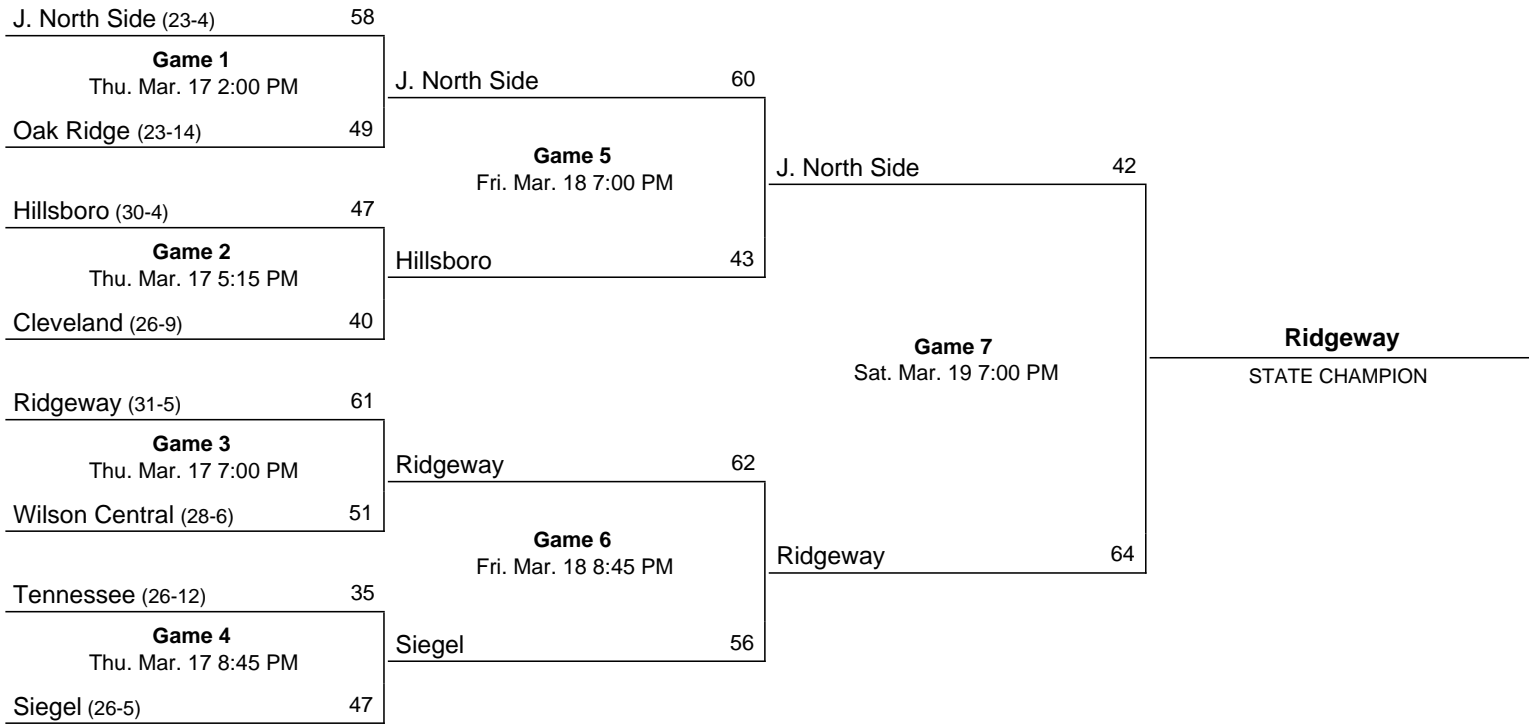 J. North Side (23-4) 58
Game 1
Thu. Mar. 17 2:00 PM
Oak Ridge (23-14) 49
Hillsboro (30-4) 47
Game 2
Thu. Mar. 17 5:15 PM
Cleveland (26-9) 40
Ridgeway (31-5) 61
Game 3
Thu. Mar. 17 7:00 PM
Wilson Central (28-6) 51
Tennessee (26-12) 35
Game 4
Thu. Mar. 17 8:45 PM
Siegel (26-5) 47
J. North Side 60
Game 5
Fri. Mar. 18 7:00 PM
Hillsboro 43
Ridgeway 62
Game 6
Fri. Mar. 18 8:45 PM
Siegel 56
J. North Side 42
Game 7
Sat. Mar. 19 7:00 PM
Ridgeway 64
Ridgeway
STATE CHAMPION